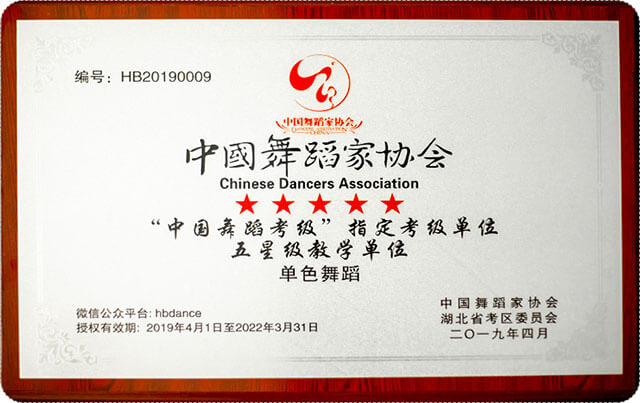 编号：HB20190009
中国舞蹈家协会
CHINESE DANCERS ASSOCIATION
CHINA
中國舞蹈家协会
Chinese Dancers Association
“中国舞蹈考级”指定考级单位
五星级教学单位
单色舞蹈
微信公众平台: hbdance
授权有效期: 2019年4月1日至2022年3月31日
中国舞蹈家协会
湖北省考区委员会
二〇一九年四月